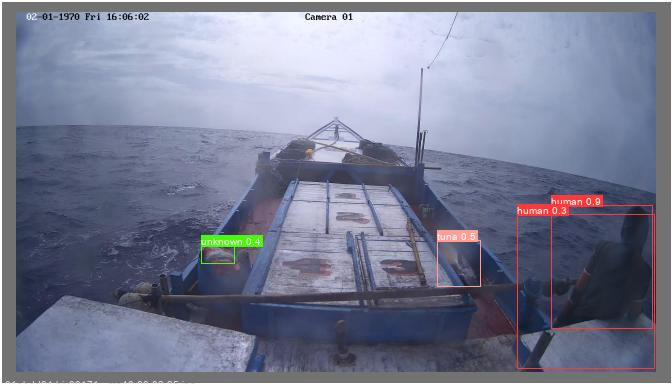 02-01-1970 Fri 16:06:02
Camera 01
human 0.9
human 0.3
tuna 0.5
unknown 0.4